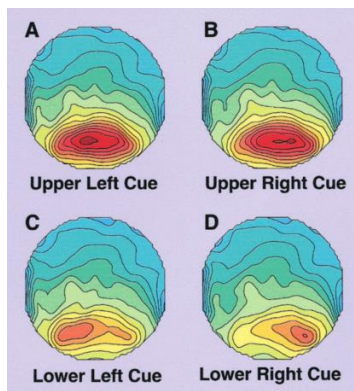 A
B
Upper Left Cue
Upper Right Cue
C
D
Lower Left Cue
Lower Right Cue